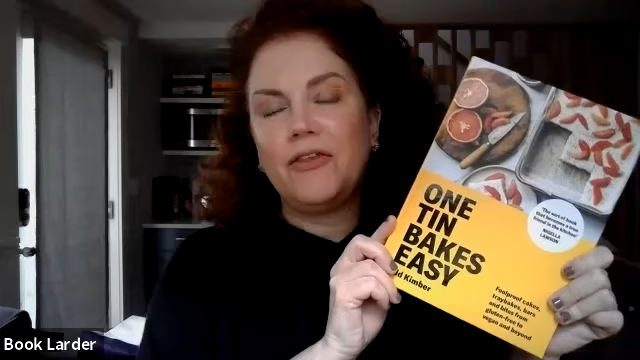 ONE
TIN
BAKES
EASY
d Kimber
Foolproof cakes,
traybakes, bars
and bites from
gluten-free to
vegan and beyond
'The sort of book
that becomes a true
friend in the kitchen'
NIGELLA
LAWSON
Book Larder